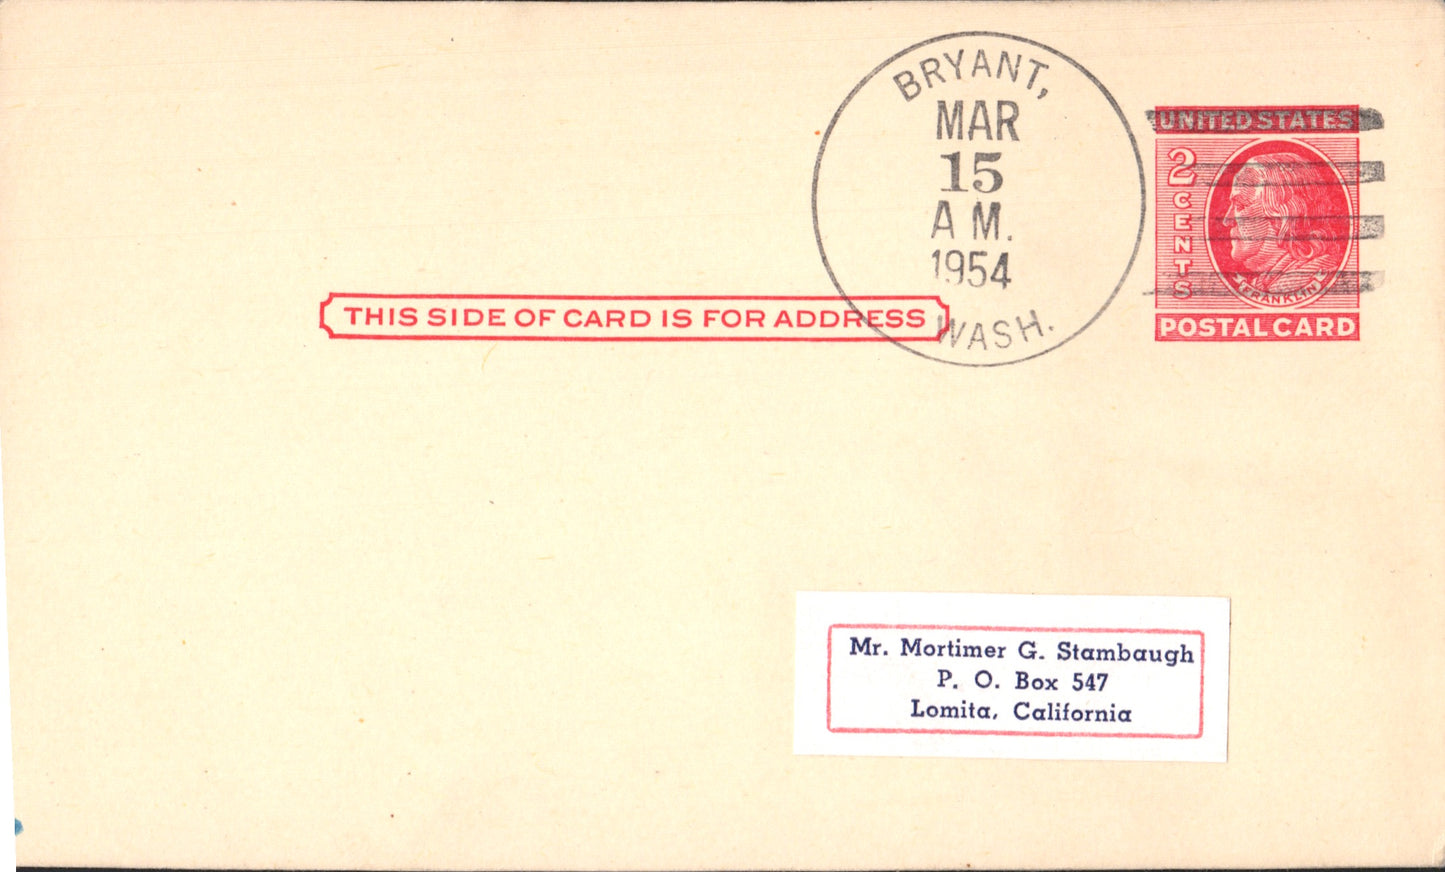 BRYANT,
MAR
15
A M.
1954
WASH.
UNITED STATES
2
CENTS
FRANKLIN
POSTAL CARD
THIS SIDE OF CARD IS FOR ADDRESS
Mr. Mortimer G. Stambaugh
P. O. Box 547
Lomita, California